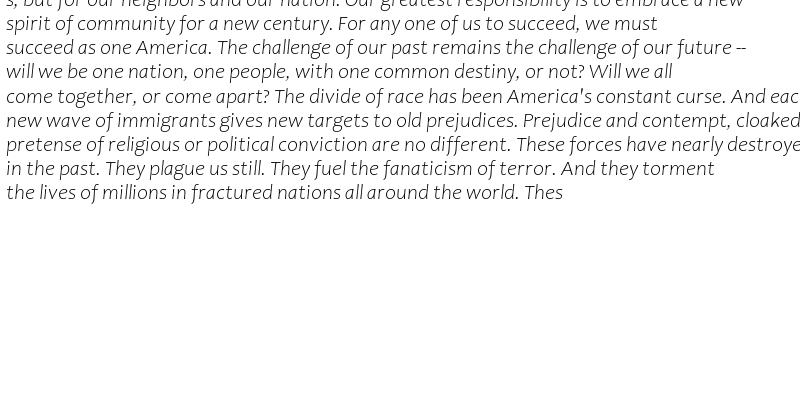 s, but for our neighbors and our nation. Our greatest responsibility is to embrace a new
spirit of community for a new century. For any one of us to succeed, we must
succeed as one America. The challenge of our past remains the challenge of our future --
will we be one nation, one people, with one common destiny, or not? Will we all
come together, or come apart? The divide of race has been America's constant curse. And eac
new wave of immigrants gives new targets to old prejudices. Prejudice and contempt, cloaked
pretense of religious or political conviction are no different. These forces have nearly destroye
in the past. They plague us still. They fuel the fanaticism of terror. And they torment
the lives of millions in fractured nations all around the world. Thes